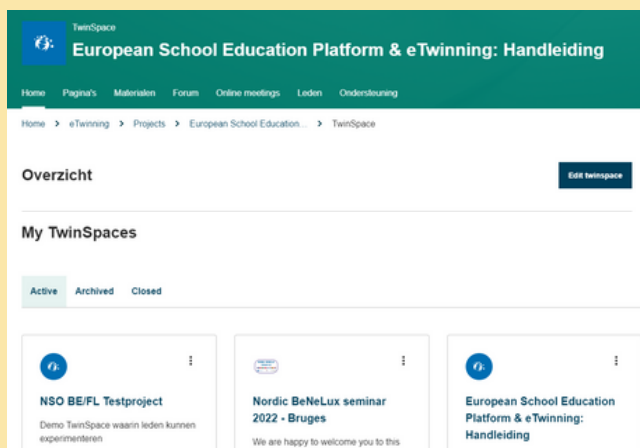 TwinSpace
European School Education Platform & eTwinning: Handleiding
Home Pagina's Materialen Forum Online meetings Leden Ondersteuning
Home > eTwinning > Projects > European School Education... > TwinSpace
Overzicht
Edit twinspace
My TwinSpaces
Active Archived Closed
NSO BE/FL Testproject
Demo TwinSpace waarin leden kunnen
experimenteren
Nordic BeNeLux seminar
2022 - Bruges
We are happy to welcome you to this
European School Education
Platform & eTwinning:
Handleiding